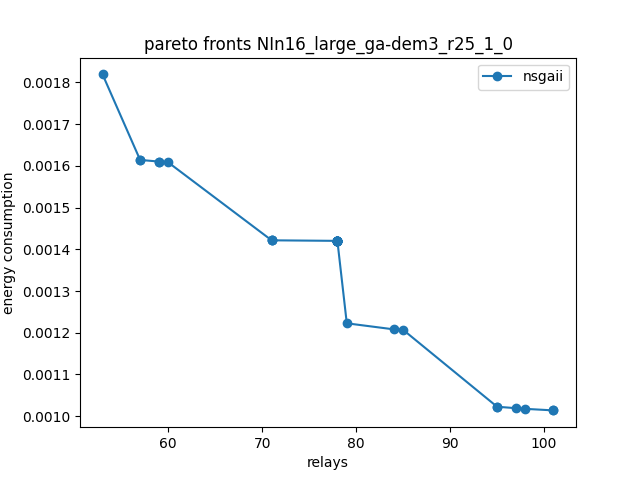 pareto fronts NIn16_large_ga-dem3_r25_1_0
nsgaii
energy consumption
0.0018
0.0017
0.0016
0.0015
0.0014
0.0013
0.0012
0.0011
0.0010
60 70 80 90 100
relays